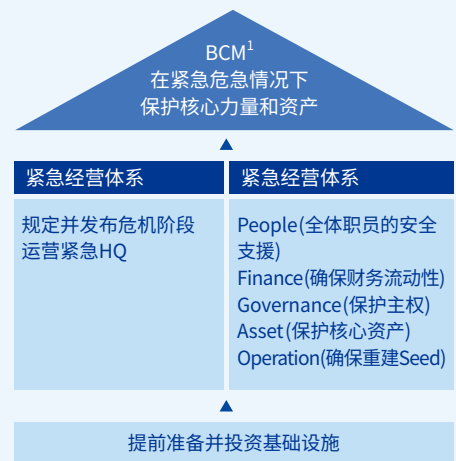 BCM1
在紧急危急情况下
保护核心力量和资产
紧急经营体系
规定并发布危机阶段
运营紧急HQ
紧急经营体系
People(全体职员的安全
支援)
Finance(确保财务流动性)
Governance(保护主权)
Asset(保护核心资产)
Operation(确保重建Seed)
提前准备并投资基础设施